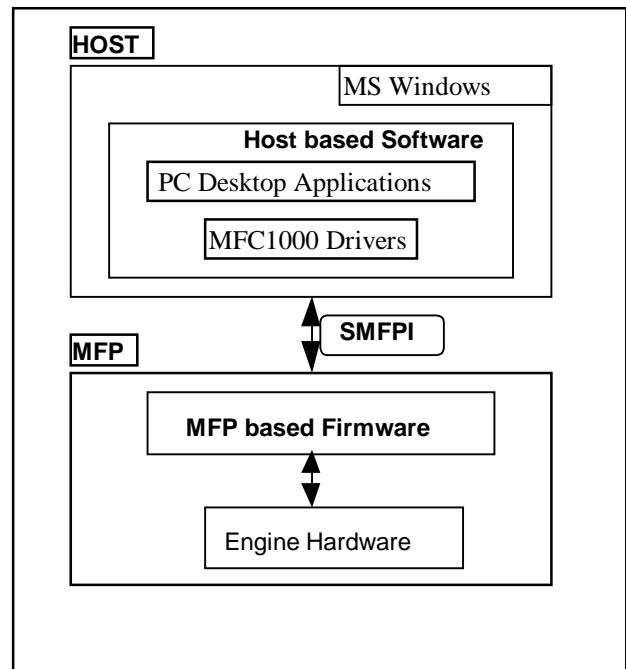 HOST
MS Windows
Host based Software
PC Desktop Applications
MFC1000 Drivers
SMFPI
MFP
MFP based Firmware
Engine Hardware